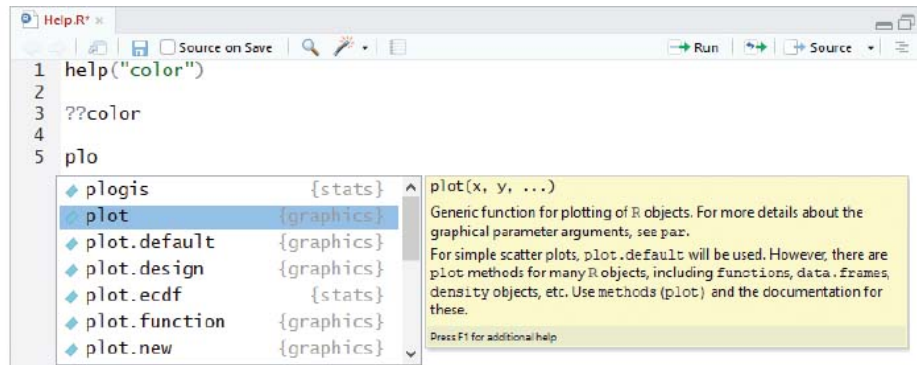 Help.R* ×
Source on Save Run Source
1 help("color")
2
3 ??color
4
5 plo
plogis {stats}
plot {graphics}
plot.default {graphics}
plot.design {graphics}
plot.ecdf {stats}
plot.function {graphics}
plot.new {graphics}
plot(x, y, ...)
Generic function for plotting of R objects. For more details about the
graphical parameter arguments, see par.
For simple scatter plots, plot.default will be used. However, there are
plot methods for many R objects, including functions, data.frames,
density objects, etc. Use methods(plot) and the documentation for
these.
Press F1 for additional help